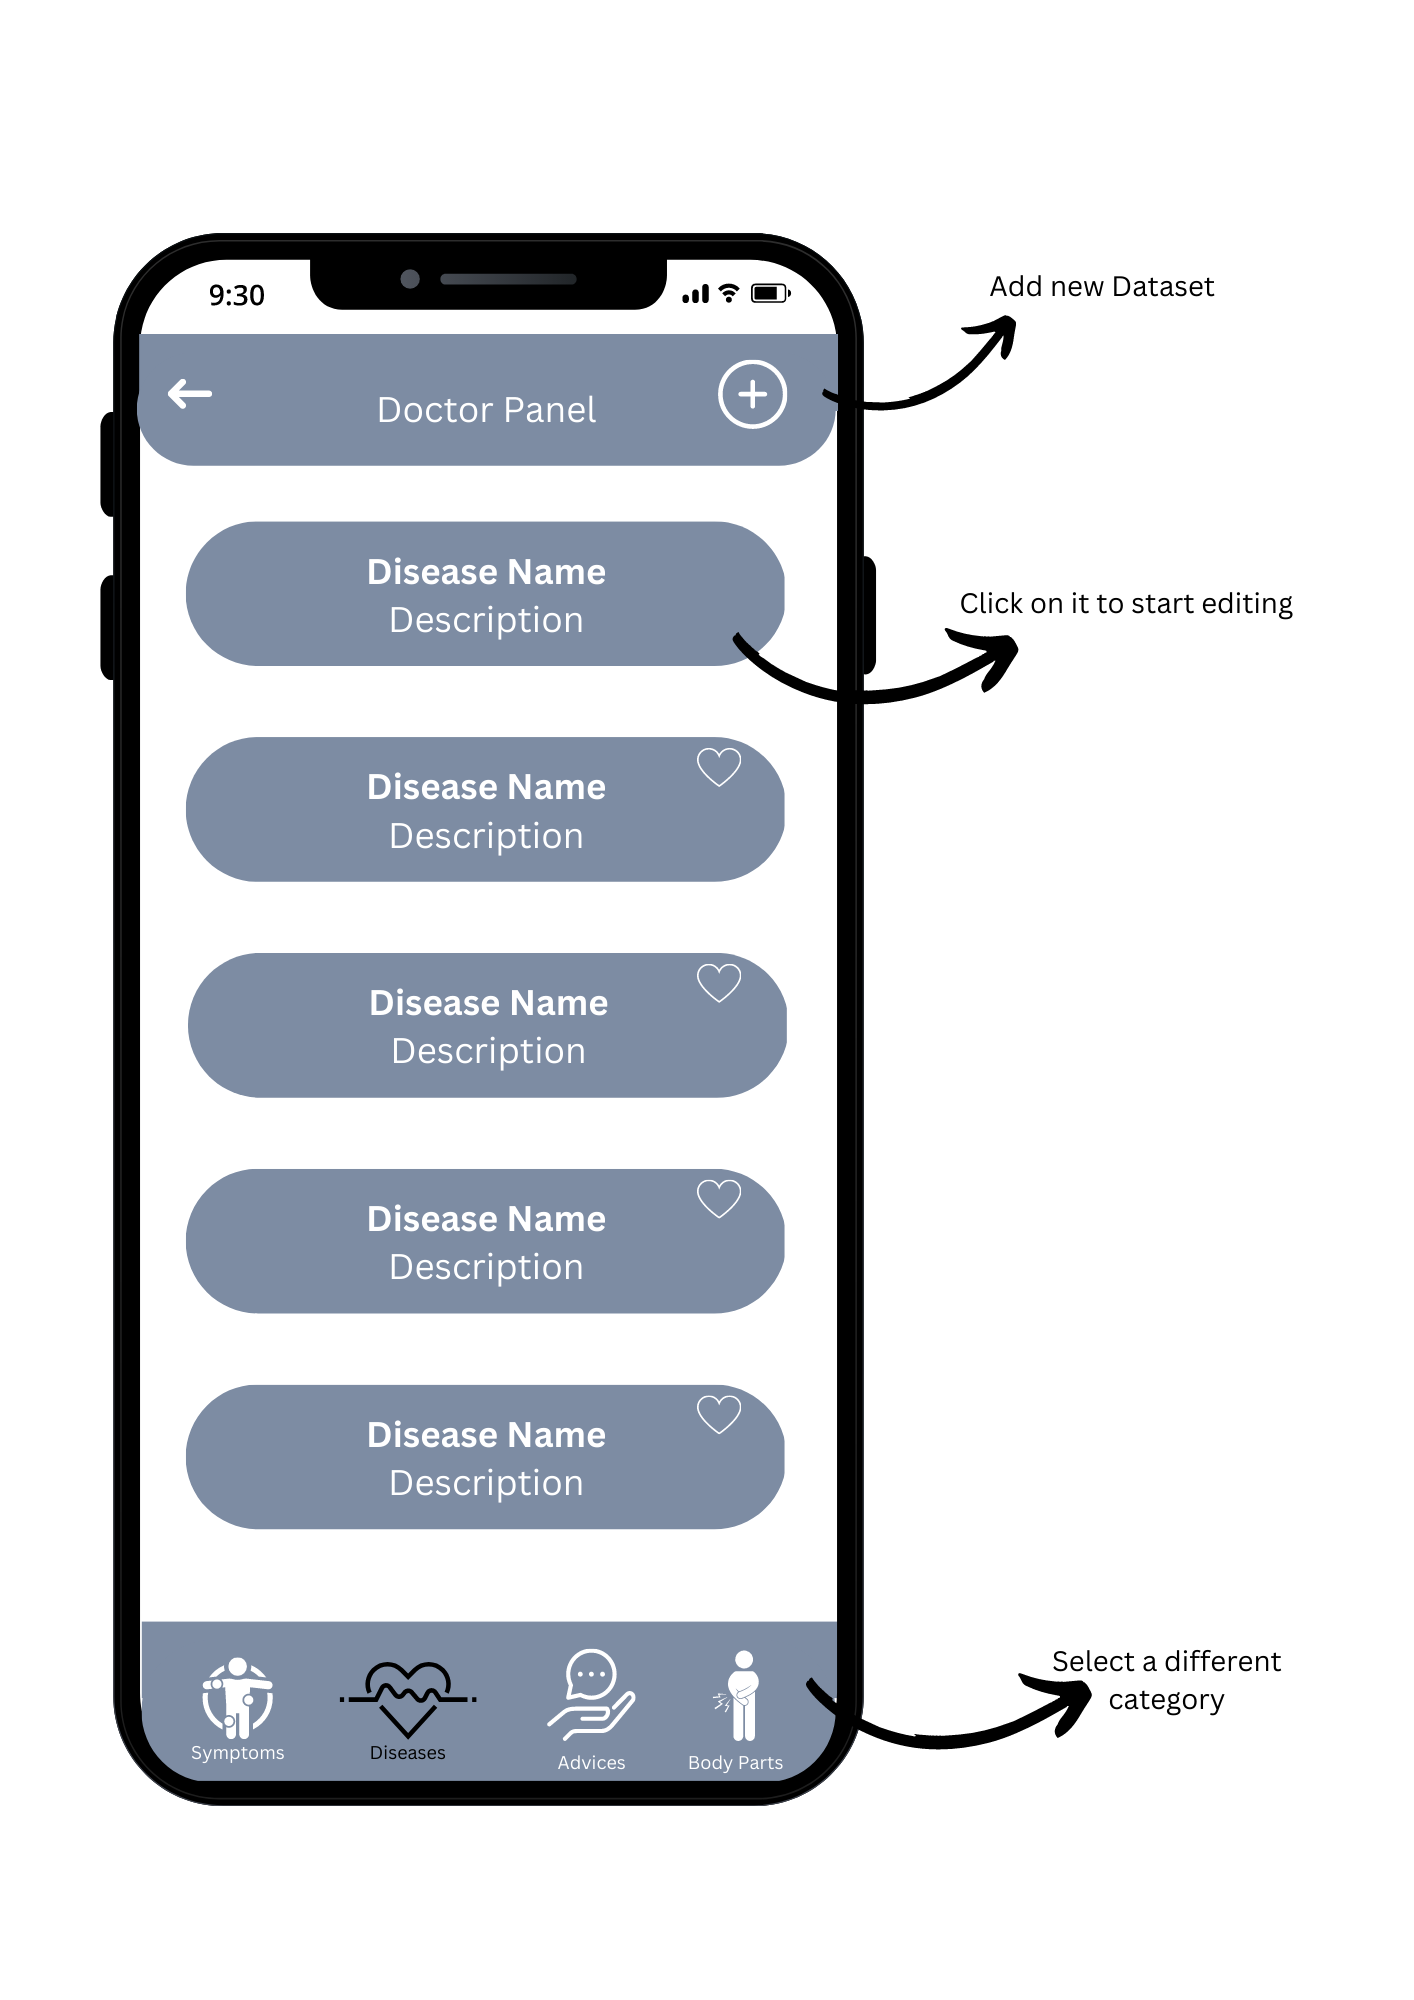 9:30
Add new Dataset
Doctor Panel
Disease Name
Description
Click on it to start editing
Disease Name
Description
Disease Name
Description
Disease Name
Description
Disease Name
Description
Select a different
category
Symptoms
Diseases
Advices
Body Parts